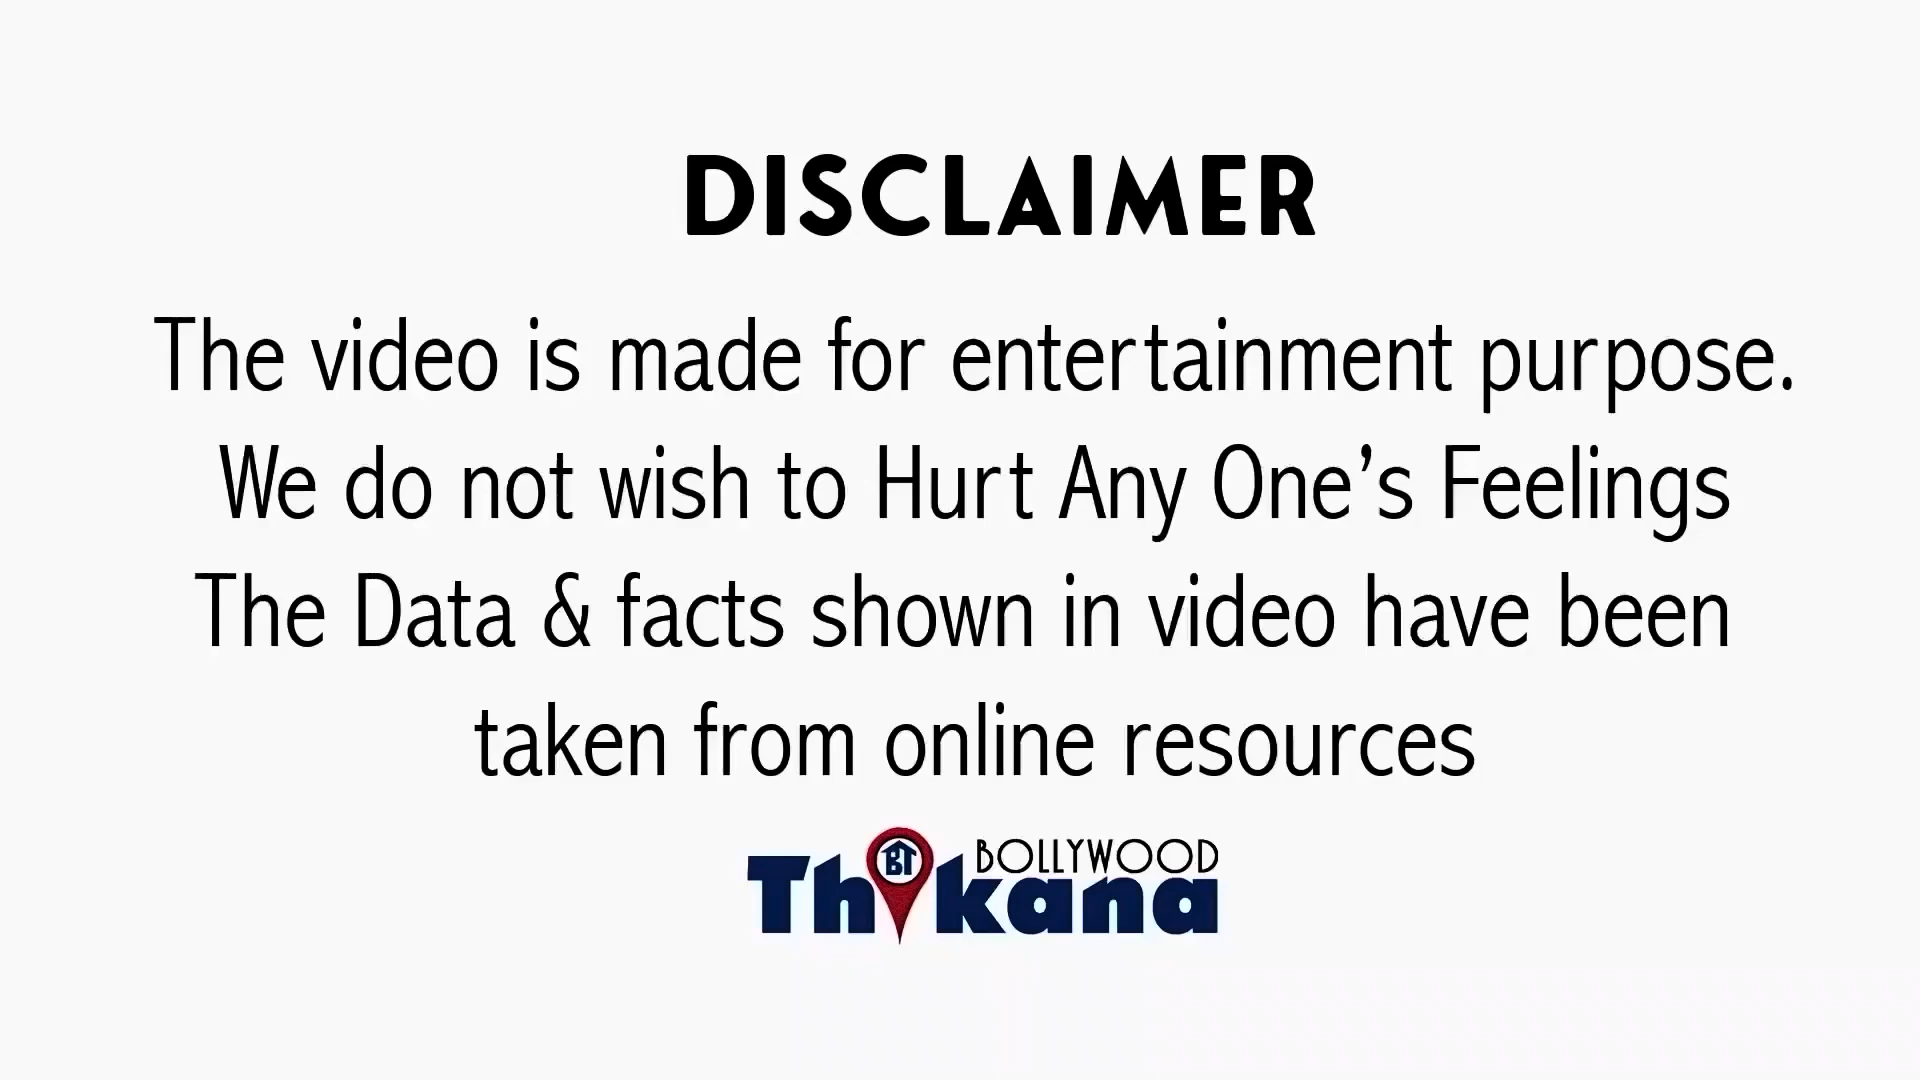 DISCLAIMER
The video is made for entertainment purpose.
We do not wish to Hurt Any One’s Feelings
The Data & facts shown in video have been
taken from online resources
BT
BOLLYWOOD
Thikana